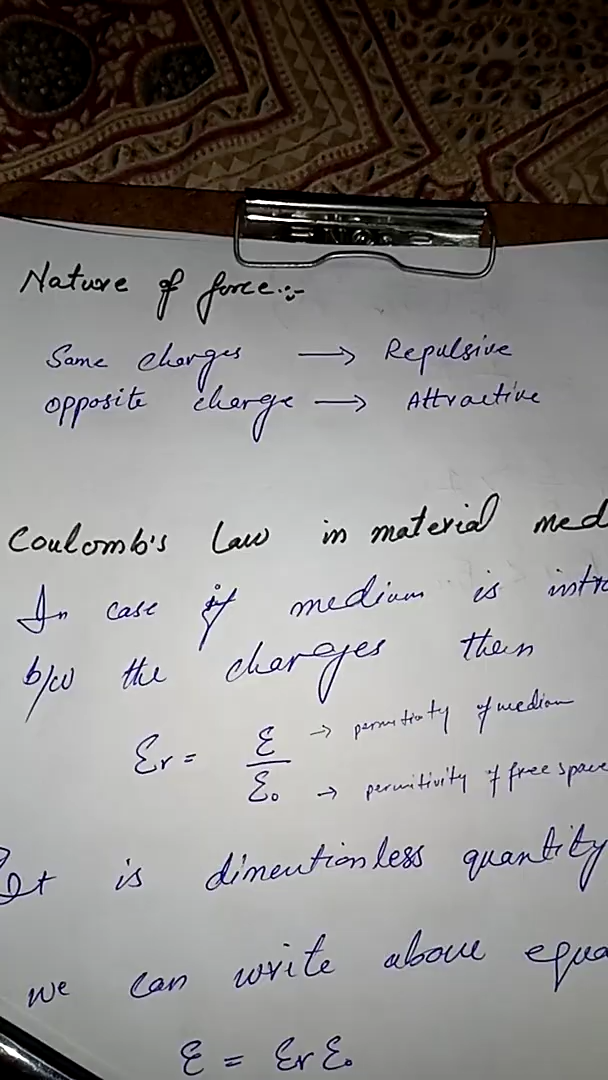 Nature of force:-
Same charges → Repulsive
opposite charge → Attractive
Coulomb's Law in material med
In case if medium is intro
b/w the charges then
εr = ε/ε₀ → permitivity of medium
→ permitivity of free space
It is dimentionless quantity
we can write above equa
ε = εr ε₀